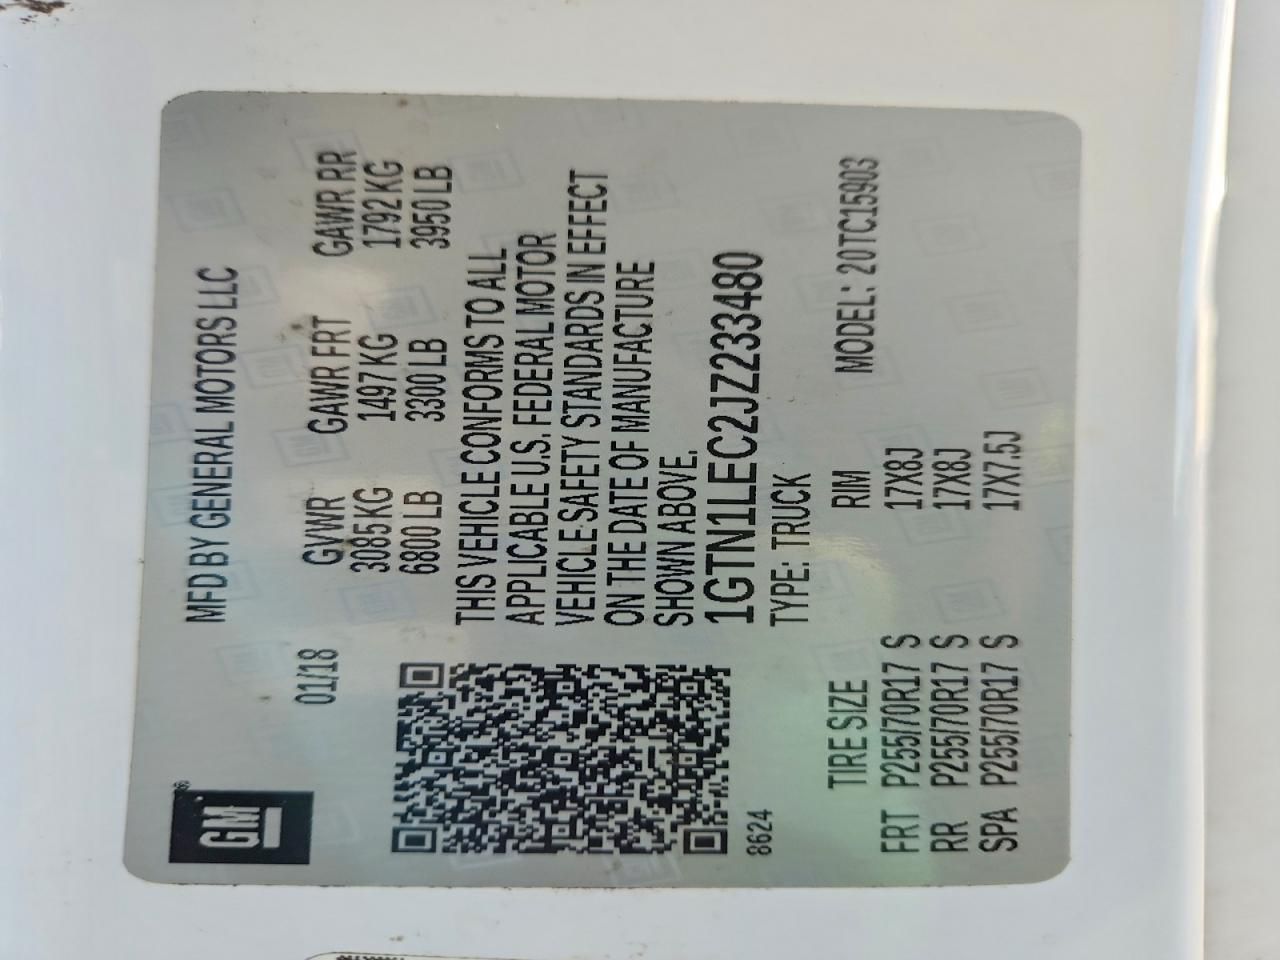 GM
MFD BY GENERAL MOTORS LLC
01/18
GVWR GAWR FRT GAWR RR
3085 KG 1497 KG 1792 KG
6800 LB 3300 LB 3950 LB
THIS VEHICLE CONFORMS TO ALL
APPLICABLE U.S. FEDERAL MOTOR
VEHICLE SAFETY STANDARDS IN EFFECT
ON THE DATE OF MANUFACTURE
SHOWN ABOVE.
1GTN1LEC2JZ233480
8624
TYPE: TRUCK
MODEL: 20TC15903
TIRE SIZE RIM
FRT P255/70R17 S 17X8J
RR P255/70R17 S 17X8J
SPA P255/70R17 S 17X7.5J